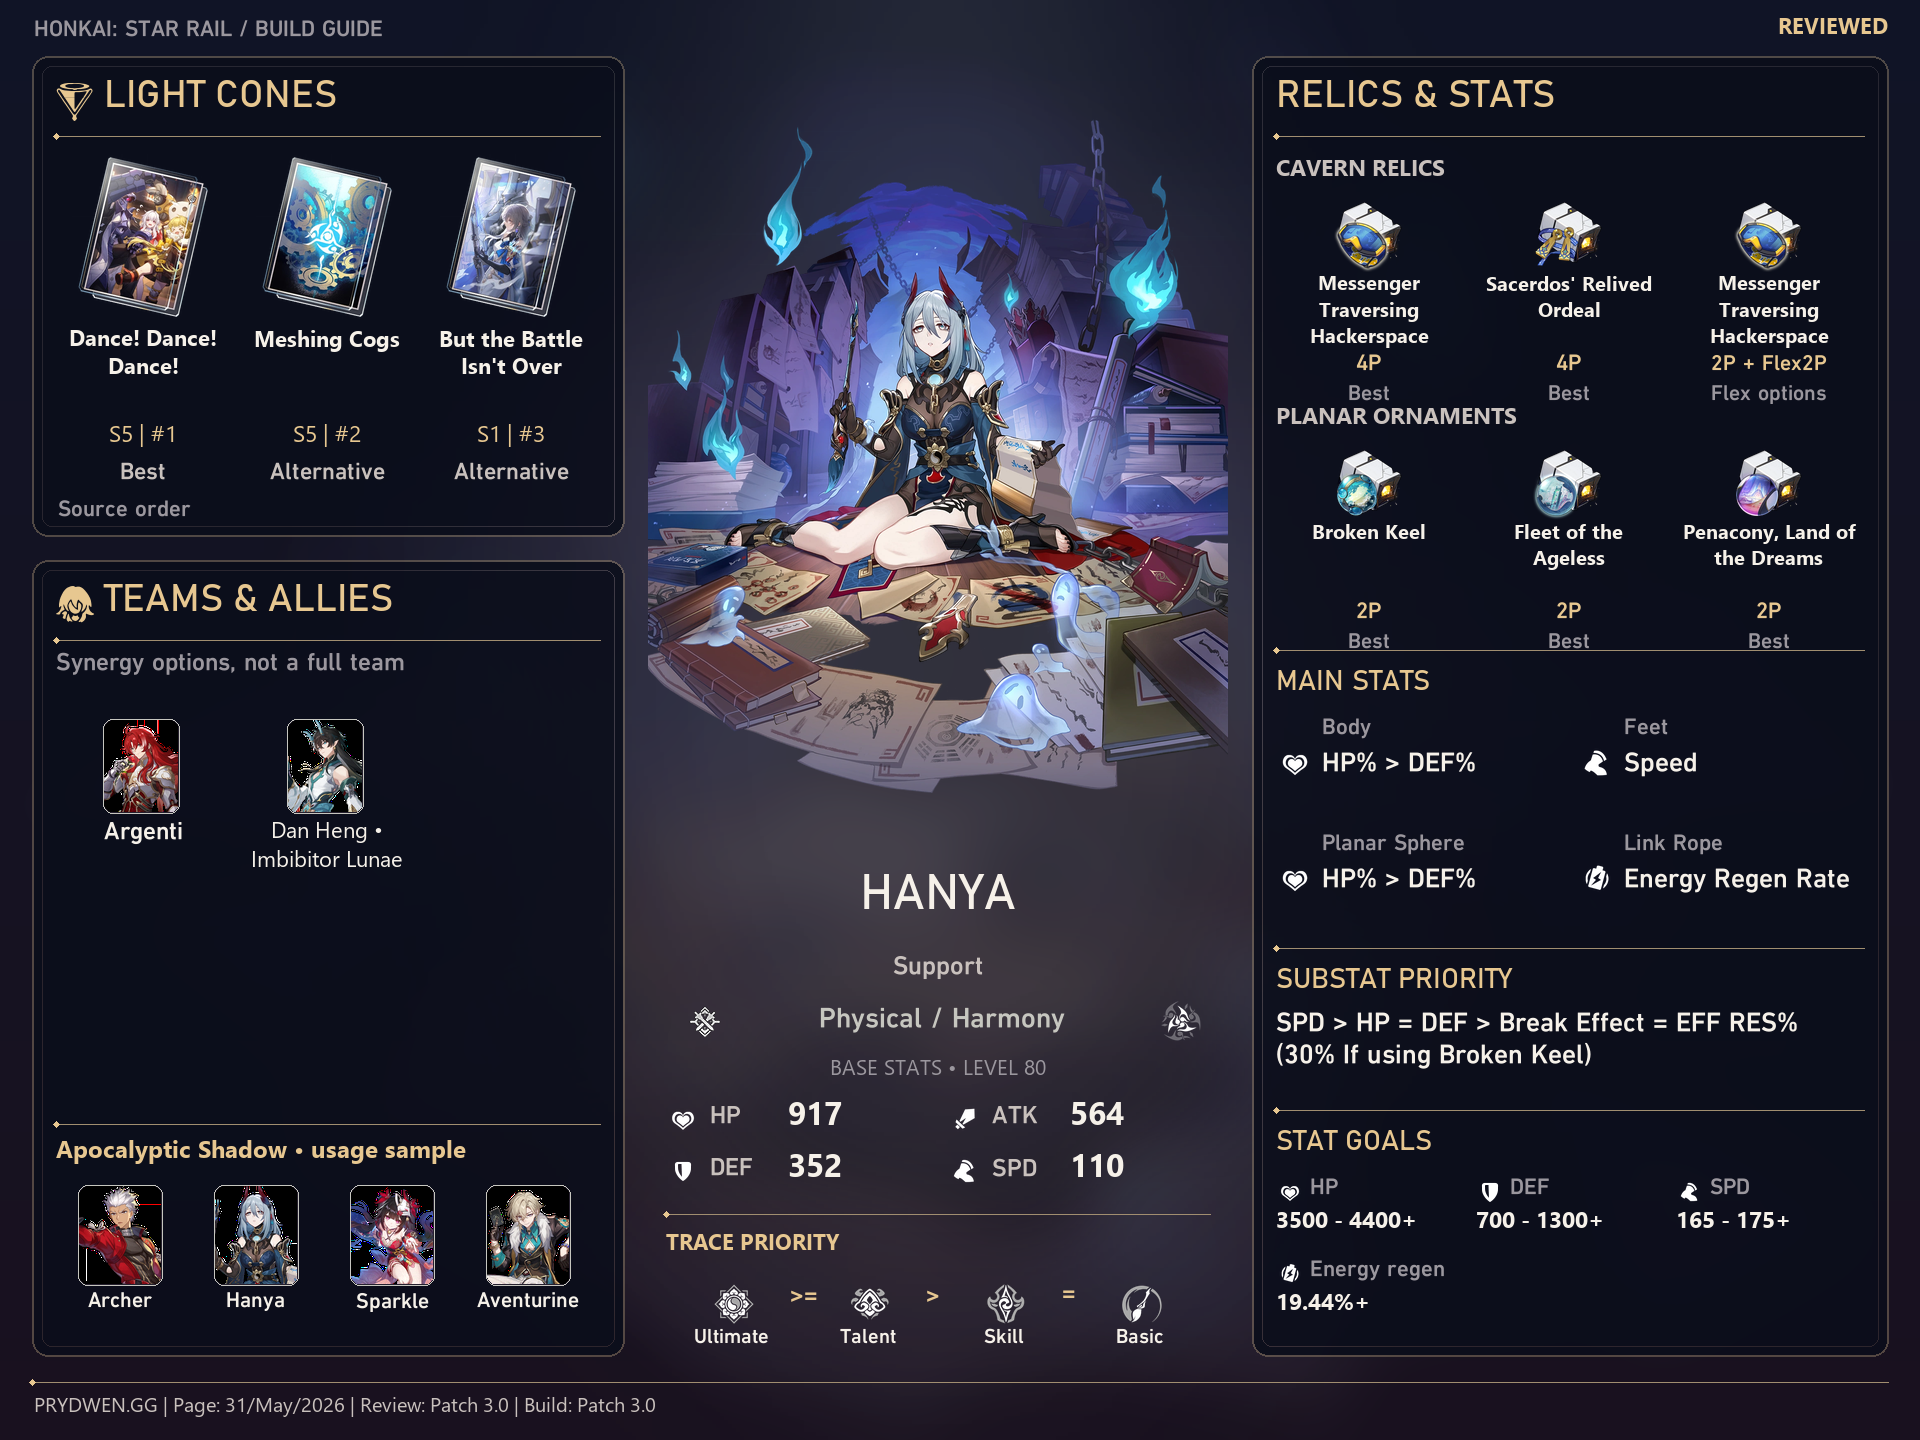 HONKAI: STAR RAIL / BUILD GUIDE
REVIEWED
LIGHT CONES
Dance! Dance! Dance!
Meshing Cogs
But the Battle Isn't Over
S5 | #1
S5 | #2
S1 | #3
Best
Alternative
Alternative
Source order
TEAMS & ALLIES
Synergy options, not a full team
Argenti
Dan Heng •
Imbibitor Lunae
Apocalyptic Shadow • usage sample
Archer
Hanya
Sparkle
Aventurine
HANYA
Support
Physical / Harmony
BASE STATS • LEVEL 80
HP 917
ATK 564
DEF 352
SPD 110
TRACE PRIORITY
Ultimate >= Talent > Skill = Basic
RELICS & STATS
CAVERN RELICS
Messenger Traversing Hackerspace
4P
Best
Sacerdos' Relived Ordeal
4P
Best
Messenger Traversing Hackerspace
2P + Flex2P
Flex options
PLANAR ORNAMENTS
Broken Keel
2P
Best
Fleet of the Ageless
2P
Best
Penacony, Land of the Dreams
2P
Best
MAIN STATS
Body
HP% > DEF%
Feet
Speed
Planar Sphere
HP% > DEF%
Link Rope
Energy Regen Rate
SUBSTAT PRIORITY
SPD > HP = DEF > Break Effect = EFF RES%
(30% If using Broken Keel)
STAT GOALS
HP
3500 - 4400+
DEF
700 - 1300+
SPD
165 - 175+
Energy regen
19.44%+
PRYDWEN.GG | Page: 31/May/2026 | Review: Patch 3.0 | Build: Patch 3.0